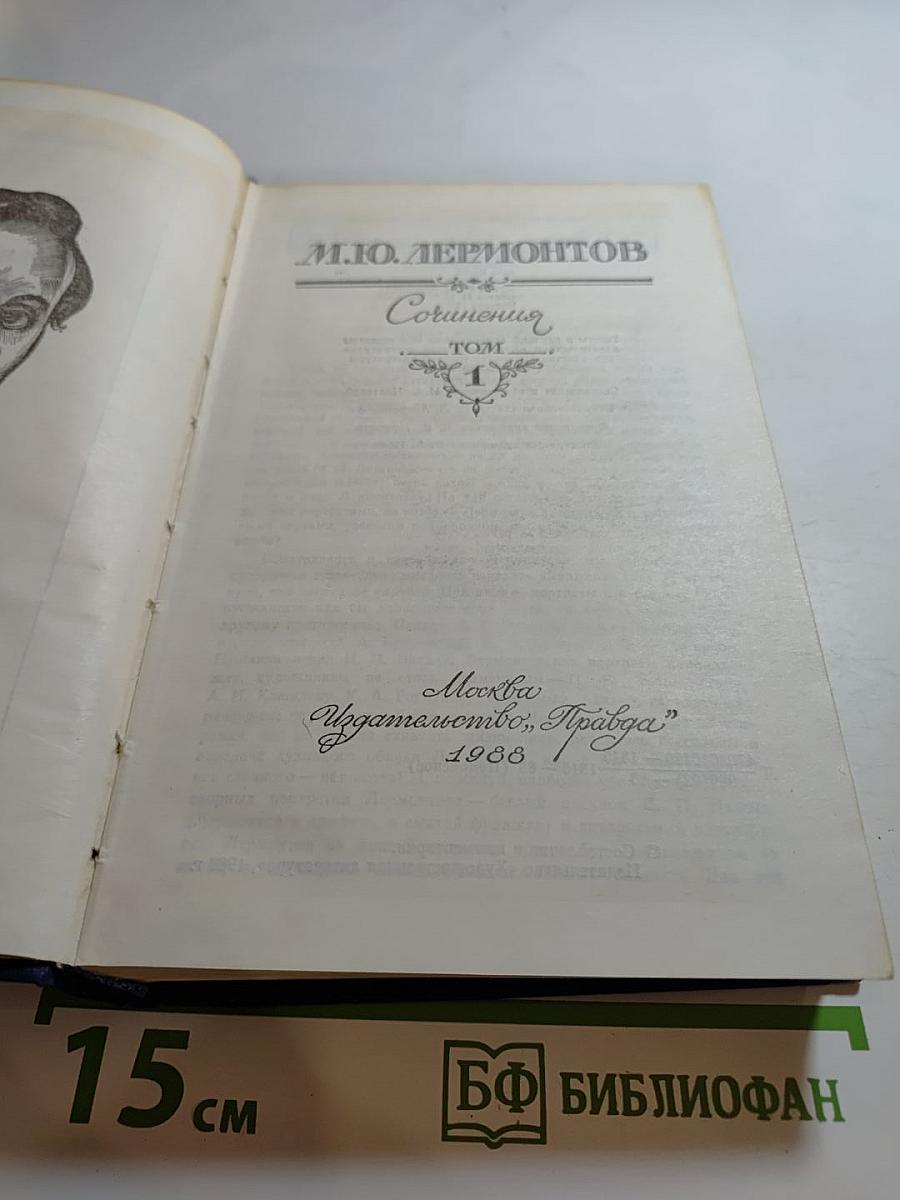 М.Ю. ЛЕРМОНТОВ
Сочинения
ТОМ
1
Москва
Издательство „Правда”
1988
15 см
БФ БИБЛИОФАН